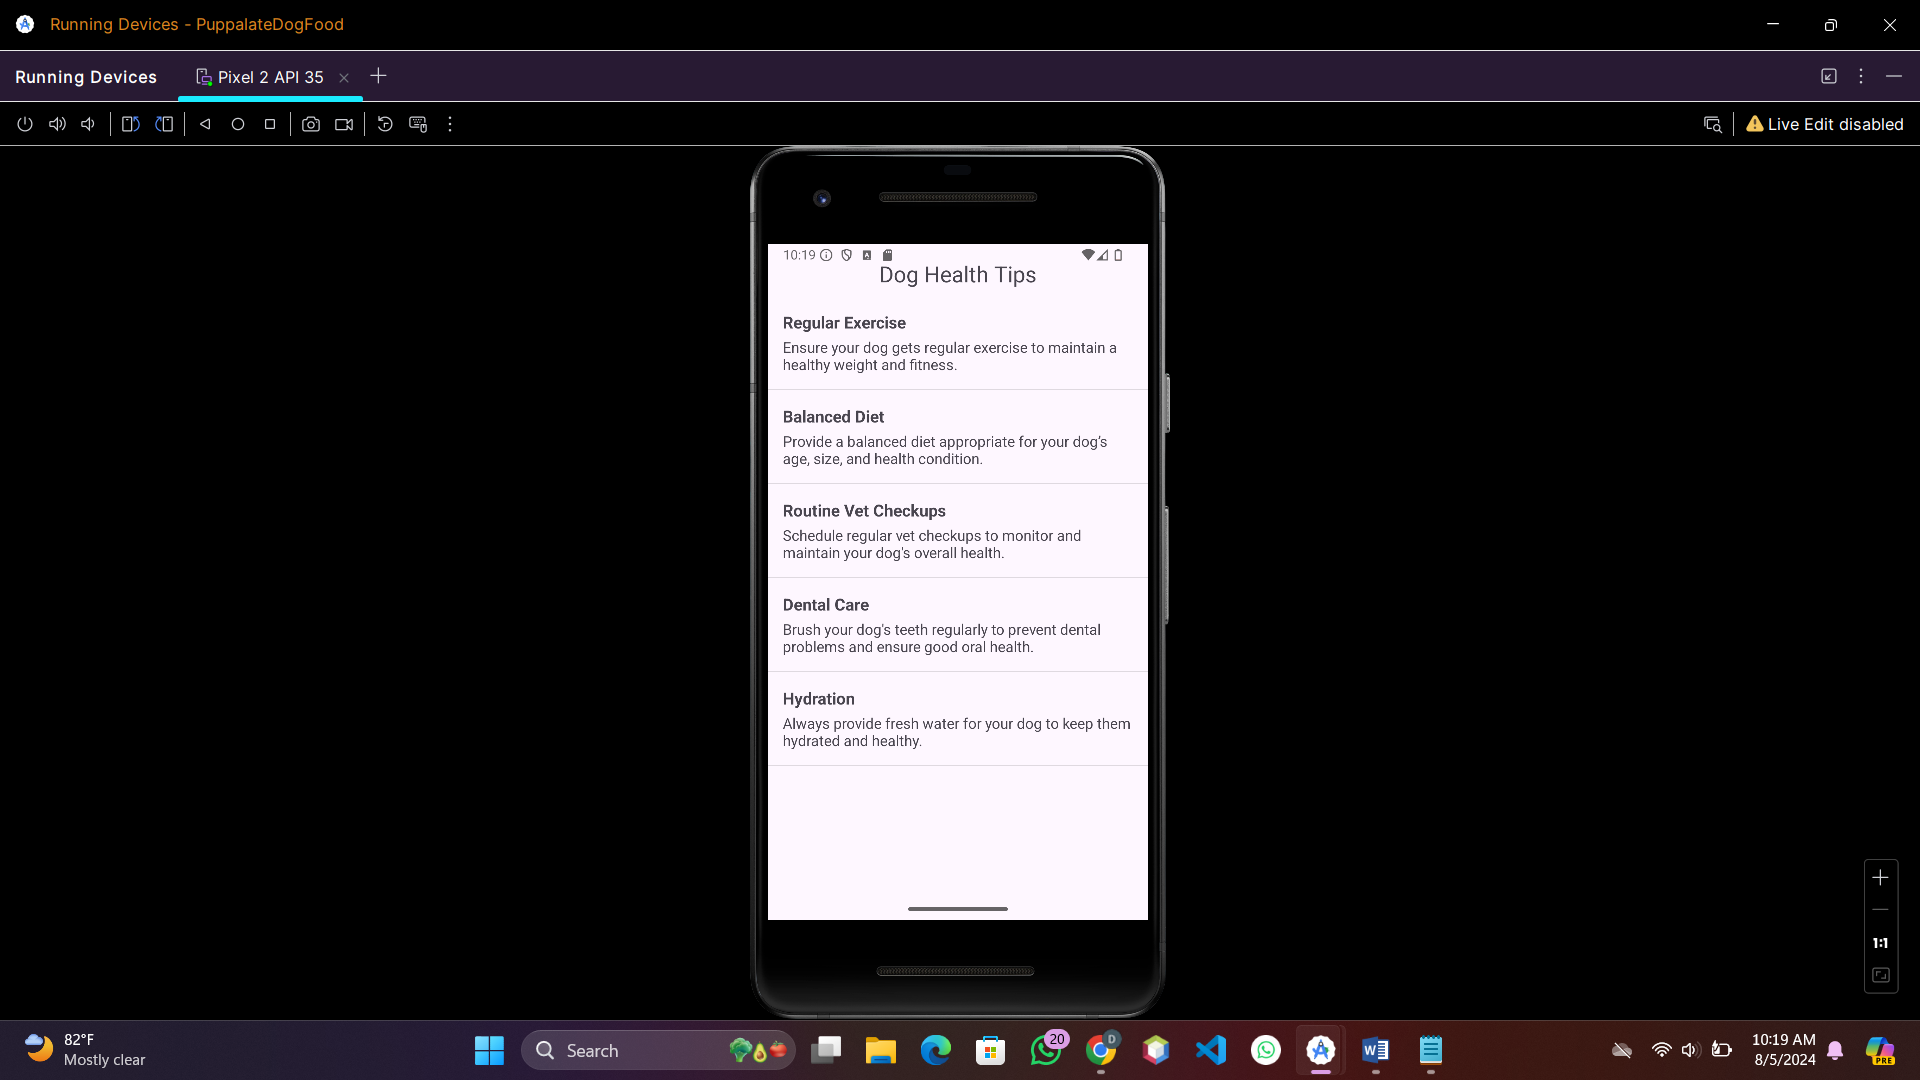 Running Devices - PuppalateDogFood
Running Devices
Pixel 2 API 35
Live Edit disabled
10:19
Dog Health Tips
Regular Exercise
Ensure your dog gets regular exercise to maintain a
healthy weight and fitness.
Balanced Diet
Provide a balanced diet appropriate for your dog's
age, size, and health condition.
Routine Vet Checkups
Schedule regular vet checkups to monitor and
maintain your dog's overall health.
Dental Care
Brush your dog's teeth regularly to prevent dental
problems and ensure good oral health.
Hydration
Always provide fresh water for your dog to keep them
hydrated and healthy.
1:1
82°F
Mostly clear
Search
20
D
10:19 AM
8/5/2024
PRE